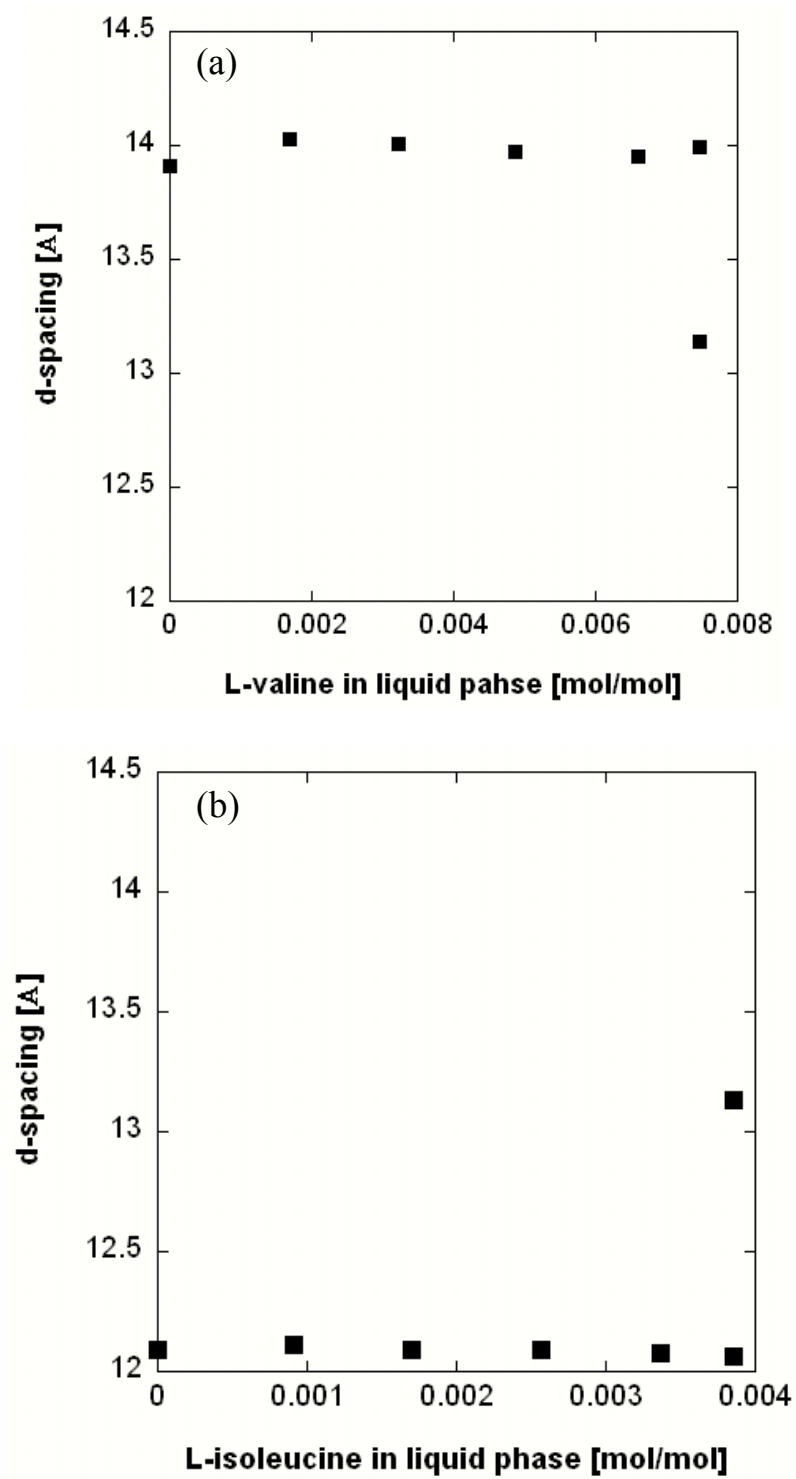 (a)
14.5
14
13.5
13
12.5
12
d-spacing [Å]
0 0.002 0.004 0.006 0.008
L-valine in liquid pahse [mol/mol]
(b)
14.5
14
13.5
13
12.5
12
d-spacing [Å]
0 0.001 0.002 0.003 0.004
L-isoleucine in liquid phase [mol/mol]